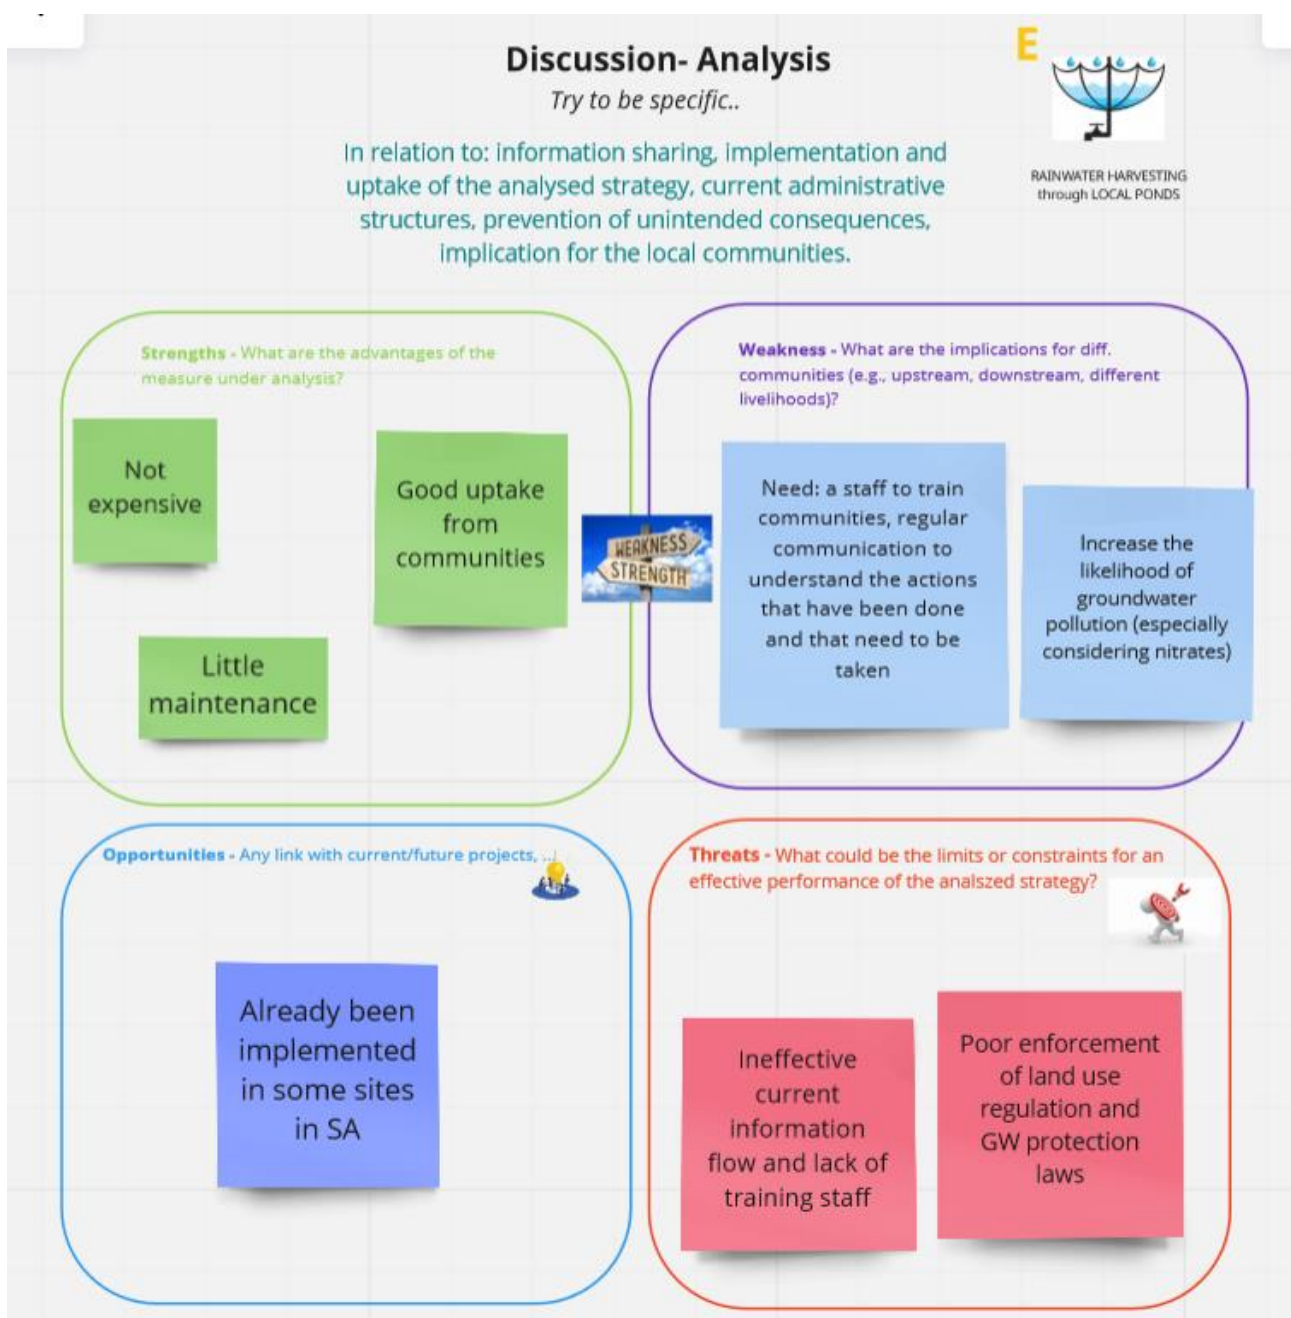 Discussion- Analysis
Try to be specific..
In relation to: information sharing, implementation and
uptake of the analysed strategy, current administrative
structures, prevention of unintended consequences,
implication for the local communities.
E
RAINWATER HARVESTING
through LOCAL PONDS
Strengths - What are the advantages of the
measure under analysis?
Not
expensive
Good uptake
from
communities
Little
maintenance
WEAKNESS
STRENGTH
Weakness - What are the implications for diff.
communities (e.g., upstream, downstream, different
livelihoods)?
Need: a staff to train
communities, regular
communication to
understand the actions
that have been done
and that need to be
taken
Increase the
likelihood of
groundwater
pollution (especially
considering nitrates)
Opportunities - Any link with current/future projects, ...
Already been
implemented
in some sites
in SA
Threats - What could be the limits or constraints for an
effective performance of the analszed strategy?
Ineffective
current
information
flow and lack of
training staff
Poor enforcement
of land use
regulation and
GW protection
laws